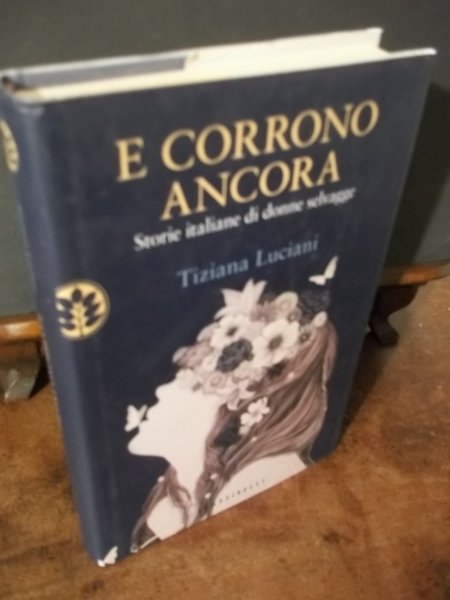 E CORRONO
ANCORA
Storie italiane di donne selvagge
Tiziana Luciani